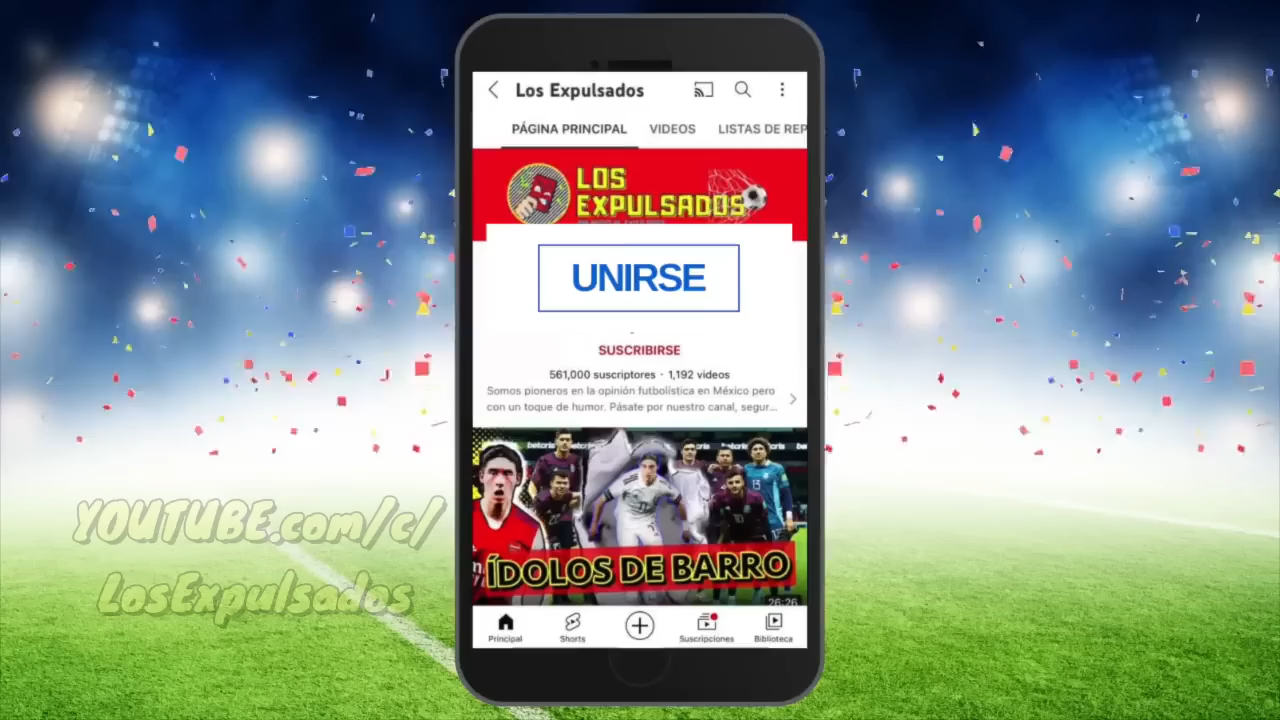 Los Expulsados
PÁGINA PRINCIPAL VIDEOS LISTAS DE REP
LOS
EXPULSADOS
UNIRSE
SUSCRIBIRSE
561,000 suscriptores · 1,192 videos
Somos pioneros en la opinión futbolística en México pero
con un toque de humor. Pásate por nuestro canal, segur...
ÍDOLOS DE BARRO
26:26
Principal Shorts Suscripciones Biblioteca
YOUTUBE.com/c/
LosExpulsados